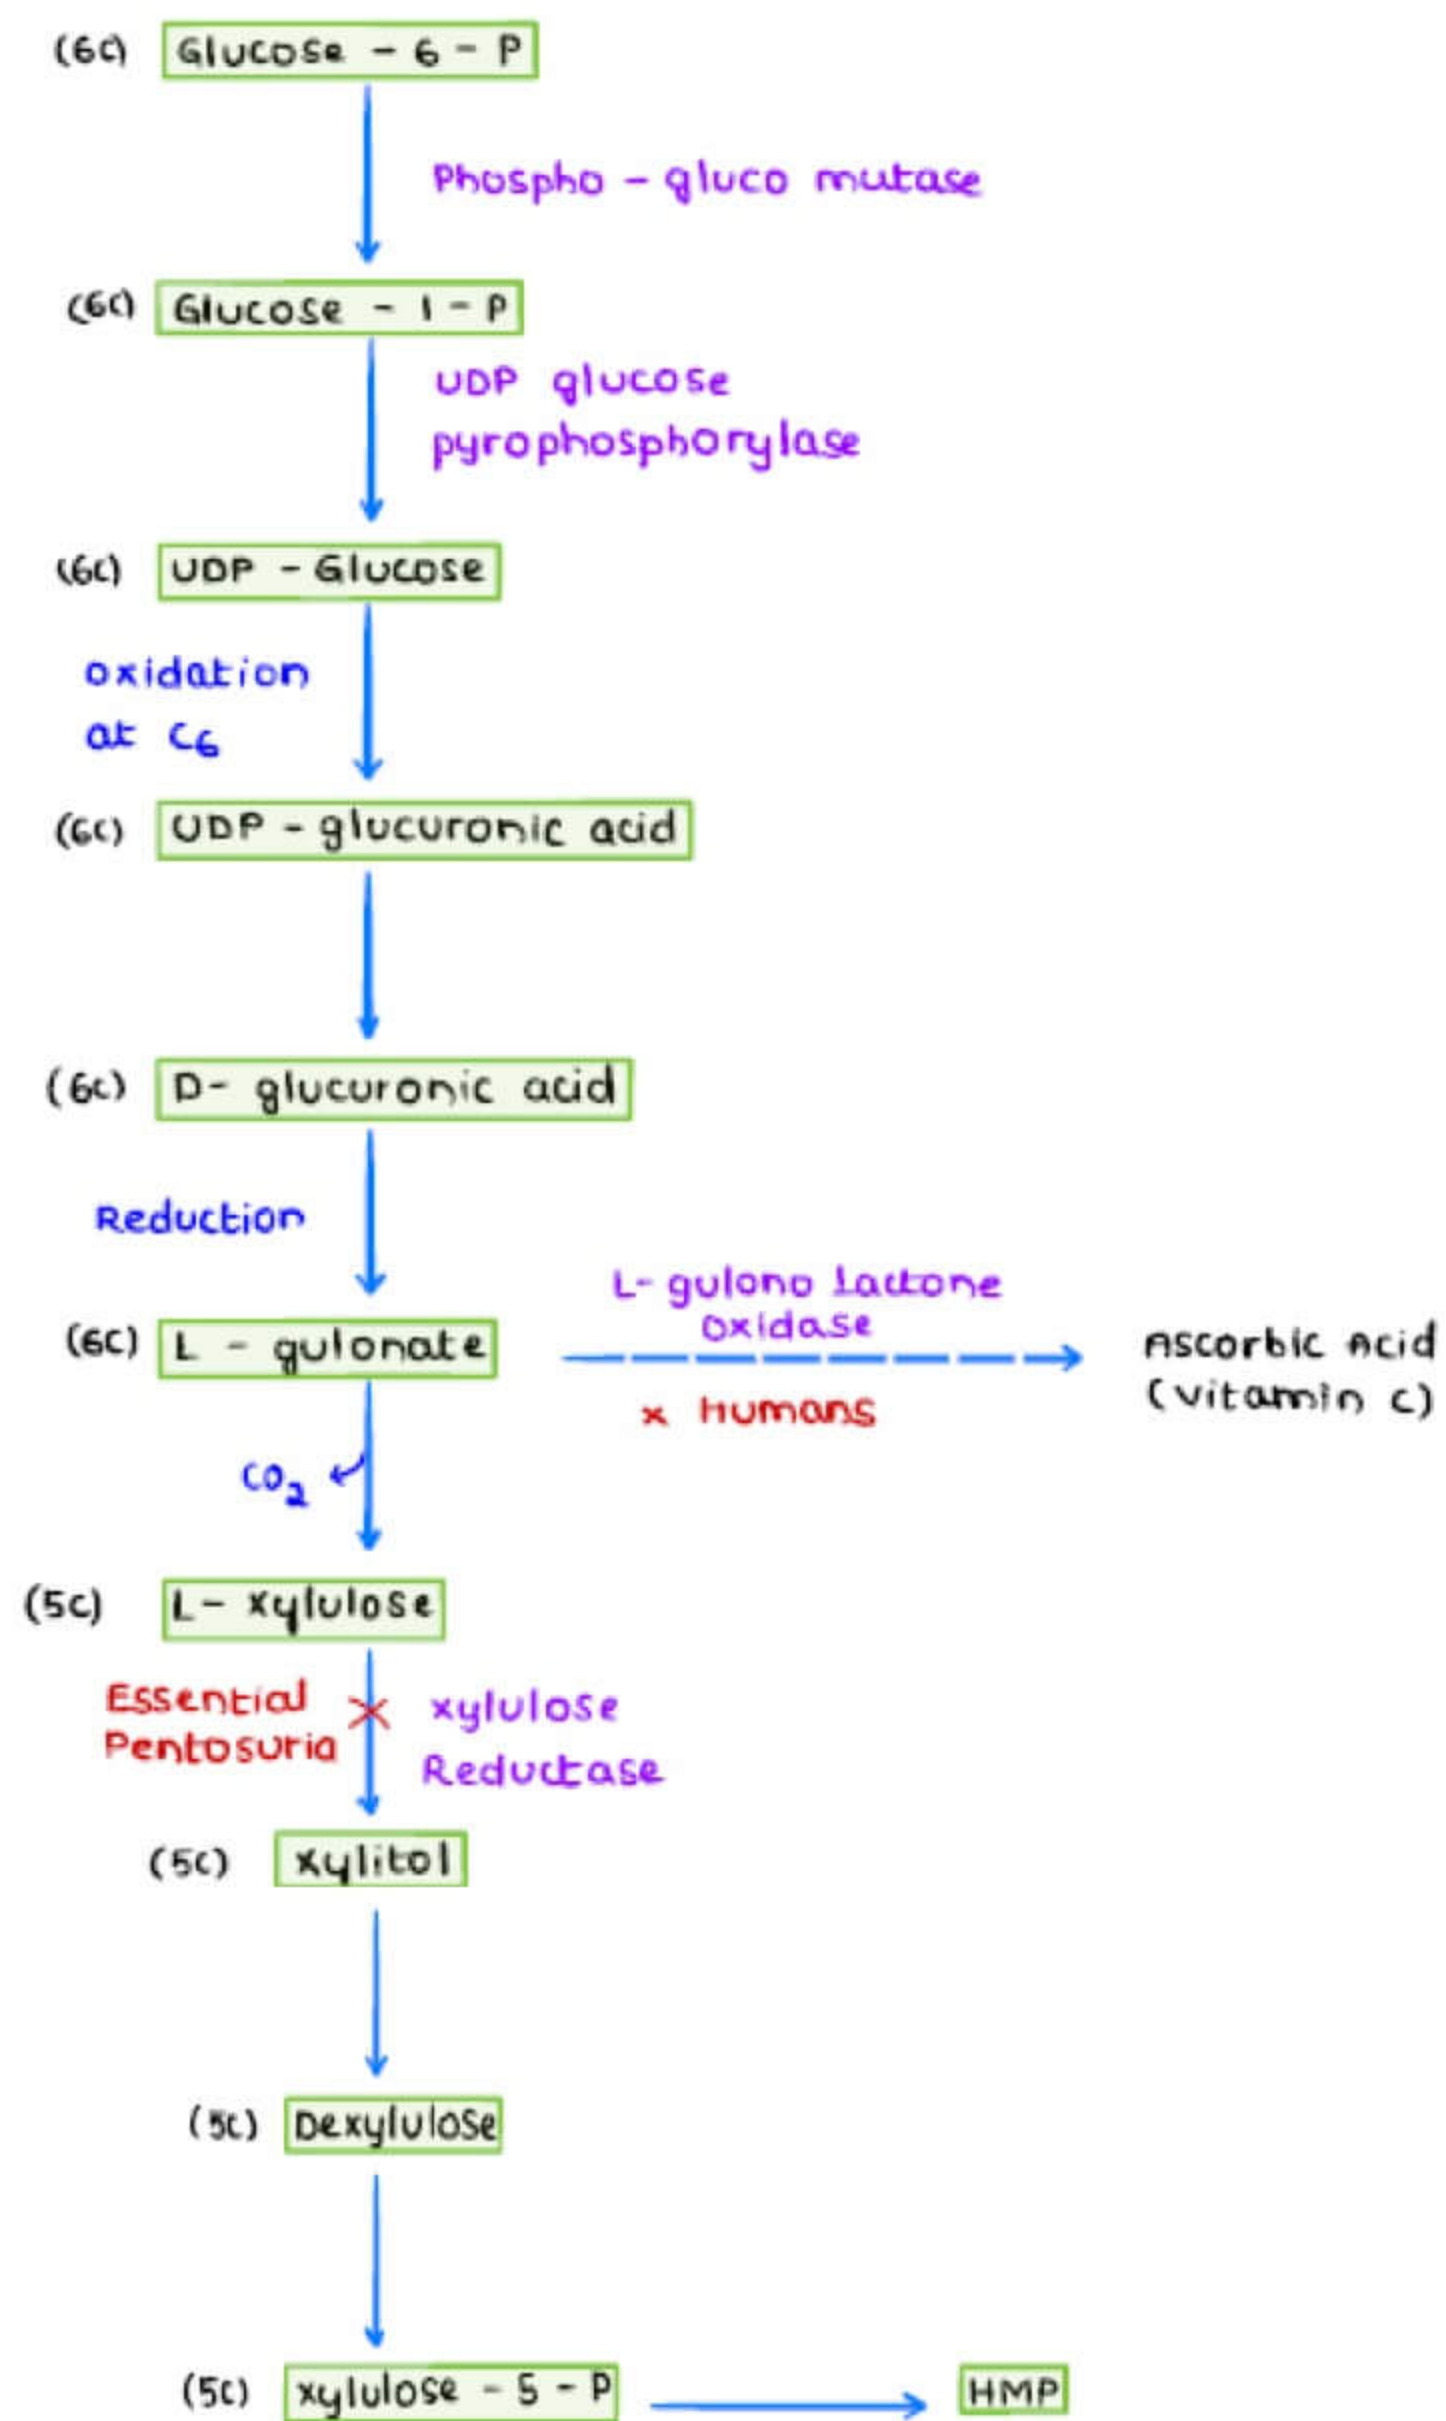 (6C) Glucose - 6 - P
Phospho - gluco mutase
(6C) Glucose - 1 - P
UDP glucose
pyrophosphorylase
(6C) UDP - Glucose
oxidation
at C6
(6C) UDP - glucuronic acid
(6C) D- glucuronic acid
Reduction
L- gulono lactone
oxidase
(6C) L - gulonate
Ascorbic Acid
(vitamin c)
x Humans
CO2
(5C) L- xylulose
Essential
Pentosuria
xylulose
Reductase
(5C) xylitol
(5C) Dexylulose
(5C) xylulose - 5 - P
HMP